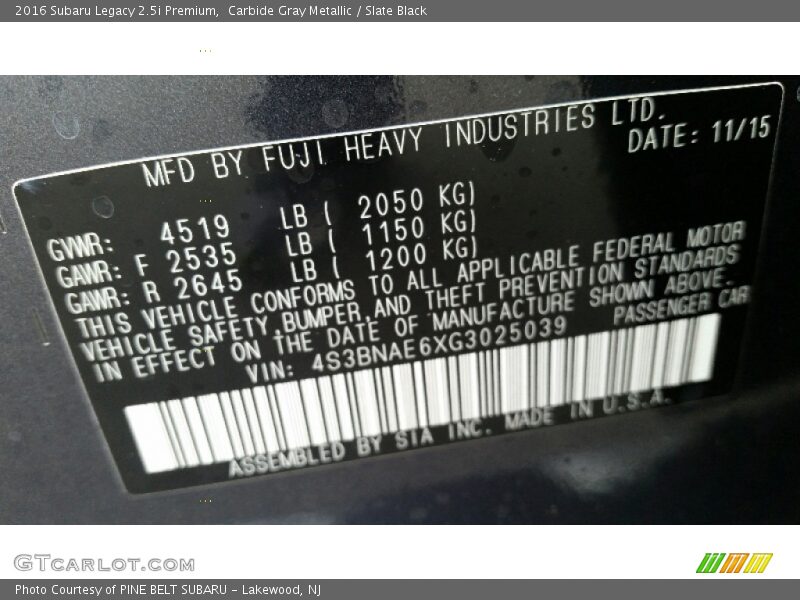 2016 Subaru Legacy 2.5i Premium,  Carbide Gray Metallic / Slate Black
MFD BY FUJI HEAVY INDUSTRIES LTD.
DATE: 11/15
GVWR: 4519 LB ( 2050 KG)
GAWR: F 2535 LB ( 1150 KG)
GAWR: R 2645 LB ( 1200 KG)
THIS VEHICLE CONFORMS TO ALL APPLICABLE FEDERAL MOTOR
VEHICLE SAFETY,BUMPER,AND THEFT PREVENTION STANDARDS
IN EFFECT ON THE DATE OF MANUFACTURE SHOWN ABOVE.
VIN: 4S3BNAE6XG3025039 PASSENGER CAR
ASSEMBLED BY SIA INC. MADE IN U.S.A.
GTCARLOT.COM
Photo Courtesy of PINE BELT SUBARU - Lakewood, NJ